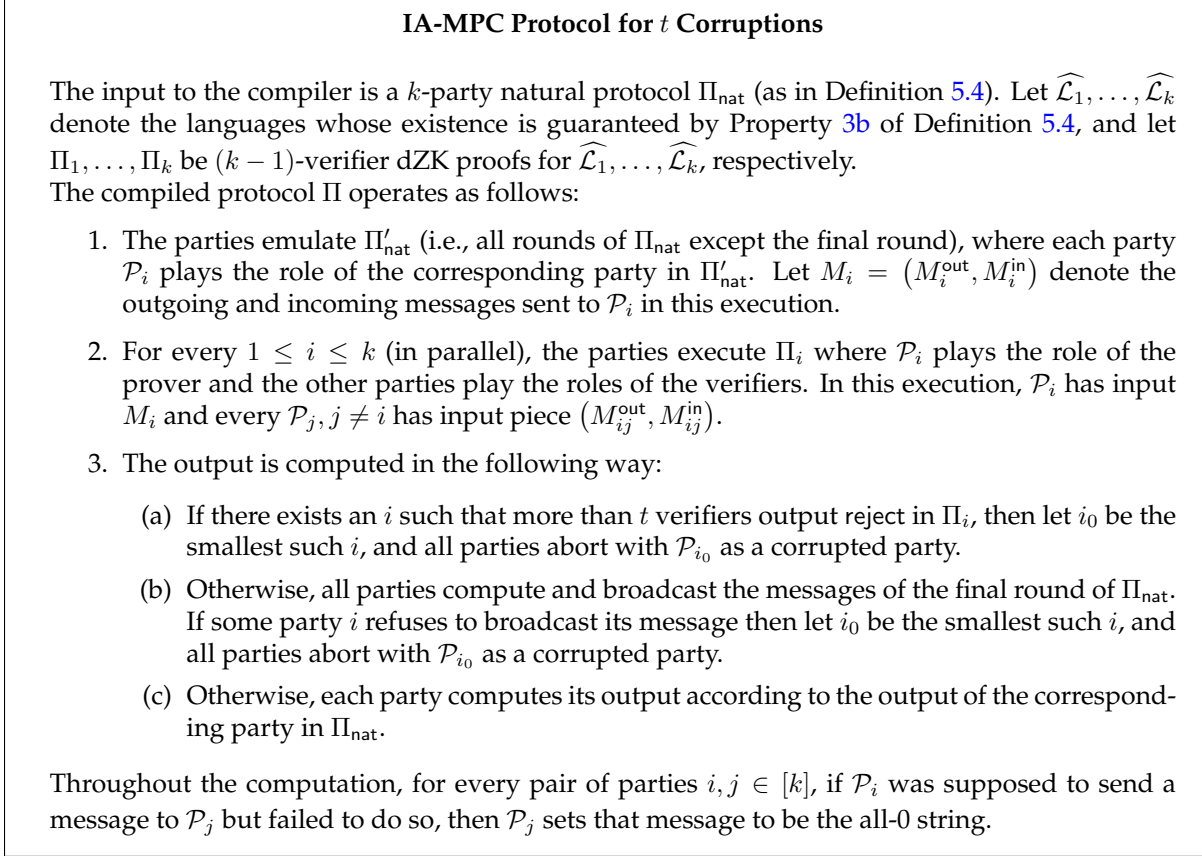 IA-MPC Protocol for t Corruptions
The input to the compiler is a k-party natural protocol Π_nat (as in Definition 5.4). Let \widehat{L_1}, . . . , \widehat{L_k}
denote the languages whose existence is guaranteed by Property 3b of Definition 5.4, and let
Π_1, . . . , Π_k be (k − 1)-verifier dZK proofs for \widehat{L_1}, . . . , \widehat{L_k}, respectively.
The compiled protocol Π operates as follows:
1. The parties emulate Π′_nat (i.e., all rounds of Π_nat except the final round), where each party
P_i plays the role of the corresponding party in Π′_nat. Let M_i = (M_i^out, M_i^in) denote the
outgoing and incoming messages sent to P_i in this execution.
2. For every 1 ≤ i ≤ k (in parallel), the parties execute Π_i where P_i plays the role of the
prover and the other parties play the roles of the verifiers. In this execution, P_i has input
M_i and every P_j, j ≠ i has input piece (M_ij^out, M_ij^in).
3. The output is computed in the following way:
(a) If there exists an i such that more than t verifiers output reject in Π_i, then let i_0 be the
smallest such i, and all parties abort with P_{i_0} as a corrupted party.
(b) Otherwise, all parties compute and broadcast the messages of the final round of Π_nat.
If some party i refuses to broadcast its message then let i_0 be the smallest such i, and
all parties abort with P_{i_0} as a corrupted party.
(c) Otherwise, each party computes its output according to the output of the correspond-
ing party in Π_nat.
Throughout the computation, for every pair of parties i, j ∈ [k], if P_i was supposed to send a
message to P_j but failed to do so, then P_j sets that message to be the all-0 string.